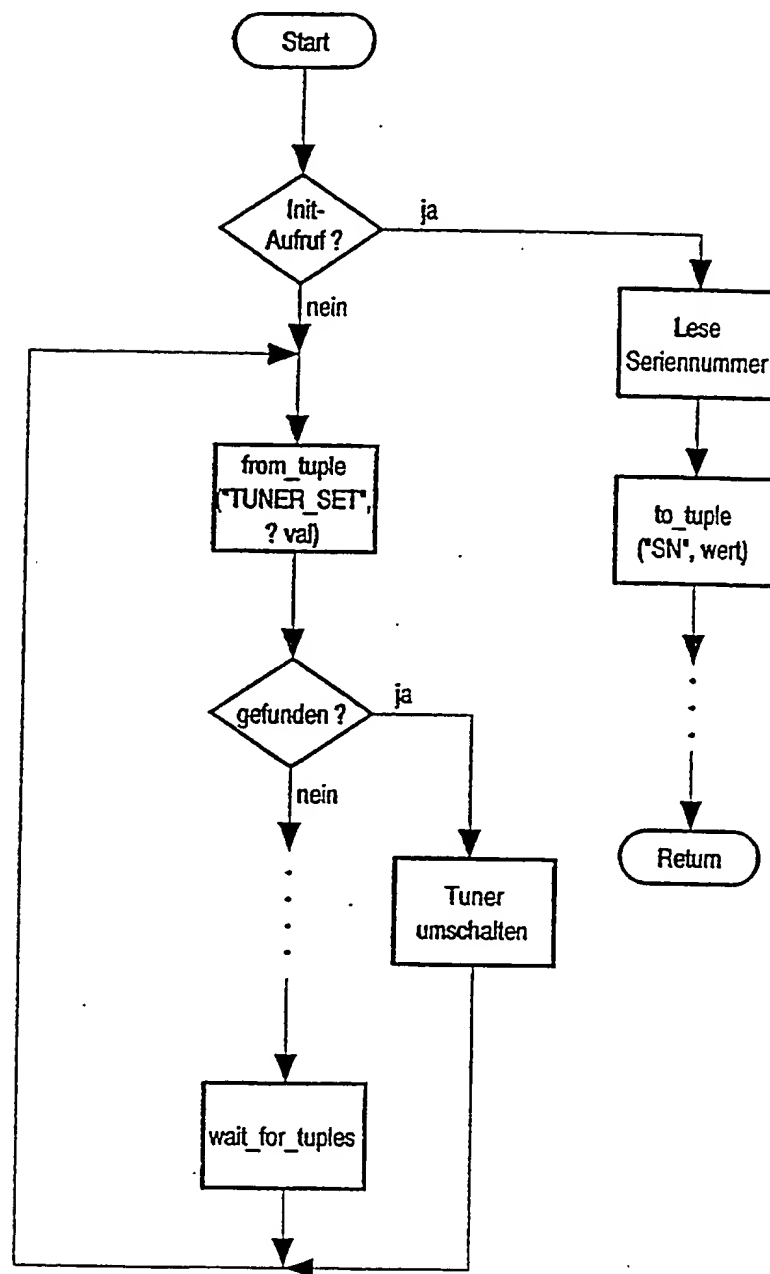 Start
Init-
Aufruf ?
ja
nein
Lese
Seriennummer
from_tuple
("TUNER_SET",
? val)
to_tuple
("SN", wert)
gefunden ?
ja
nein
Return
Tuner
umschalten
wait_for_tuples